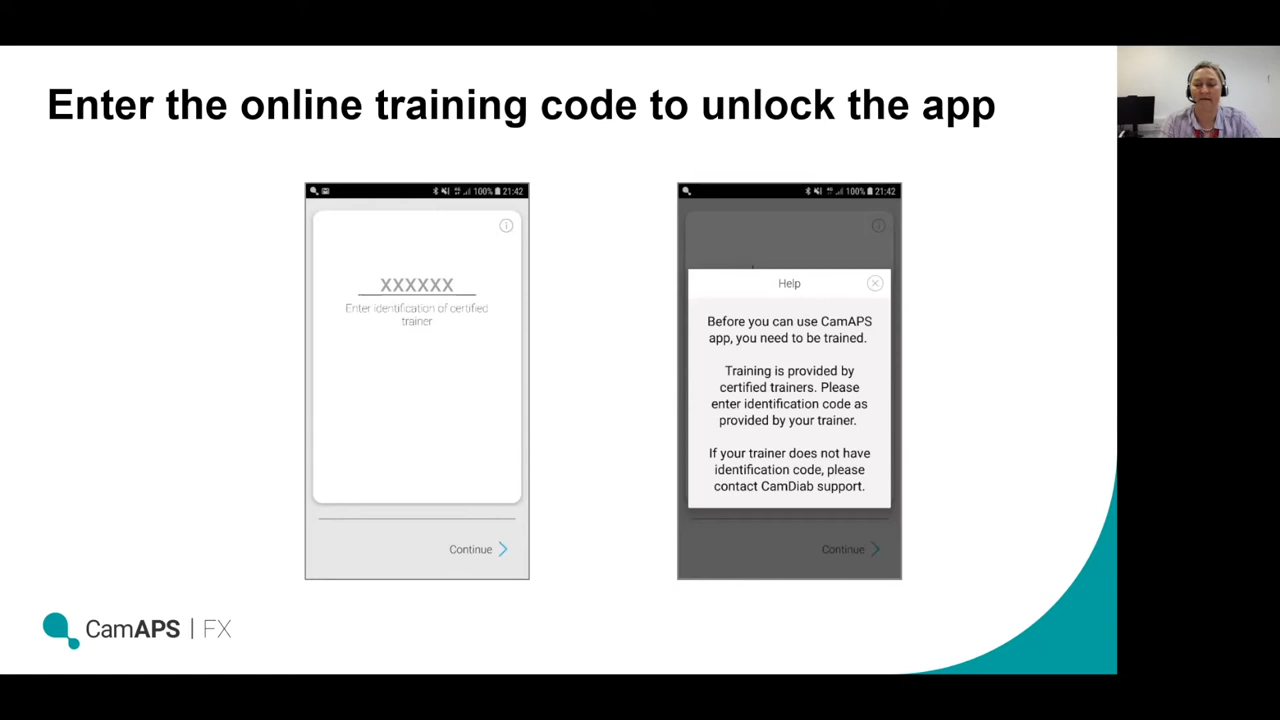 Enter the online training code to unlock the app
100% 21:42
XXXXXX
Enter identification of certified
trainer
Continue
100% 21:42
Help
Before you can use CamAPS
app, you need to be trained.
Training is provided by
certified trainers. Please
enter identification code as
provided by your trainer.
If your trainer does not have
identification code, please
contact CamDiab support.
Continue
CamAPS | FX